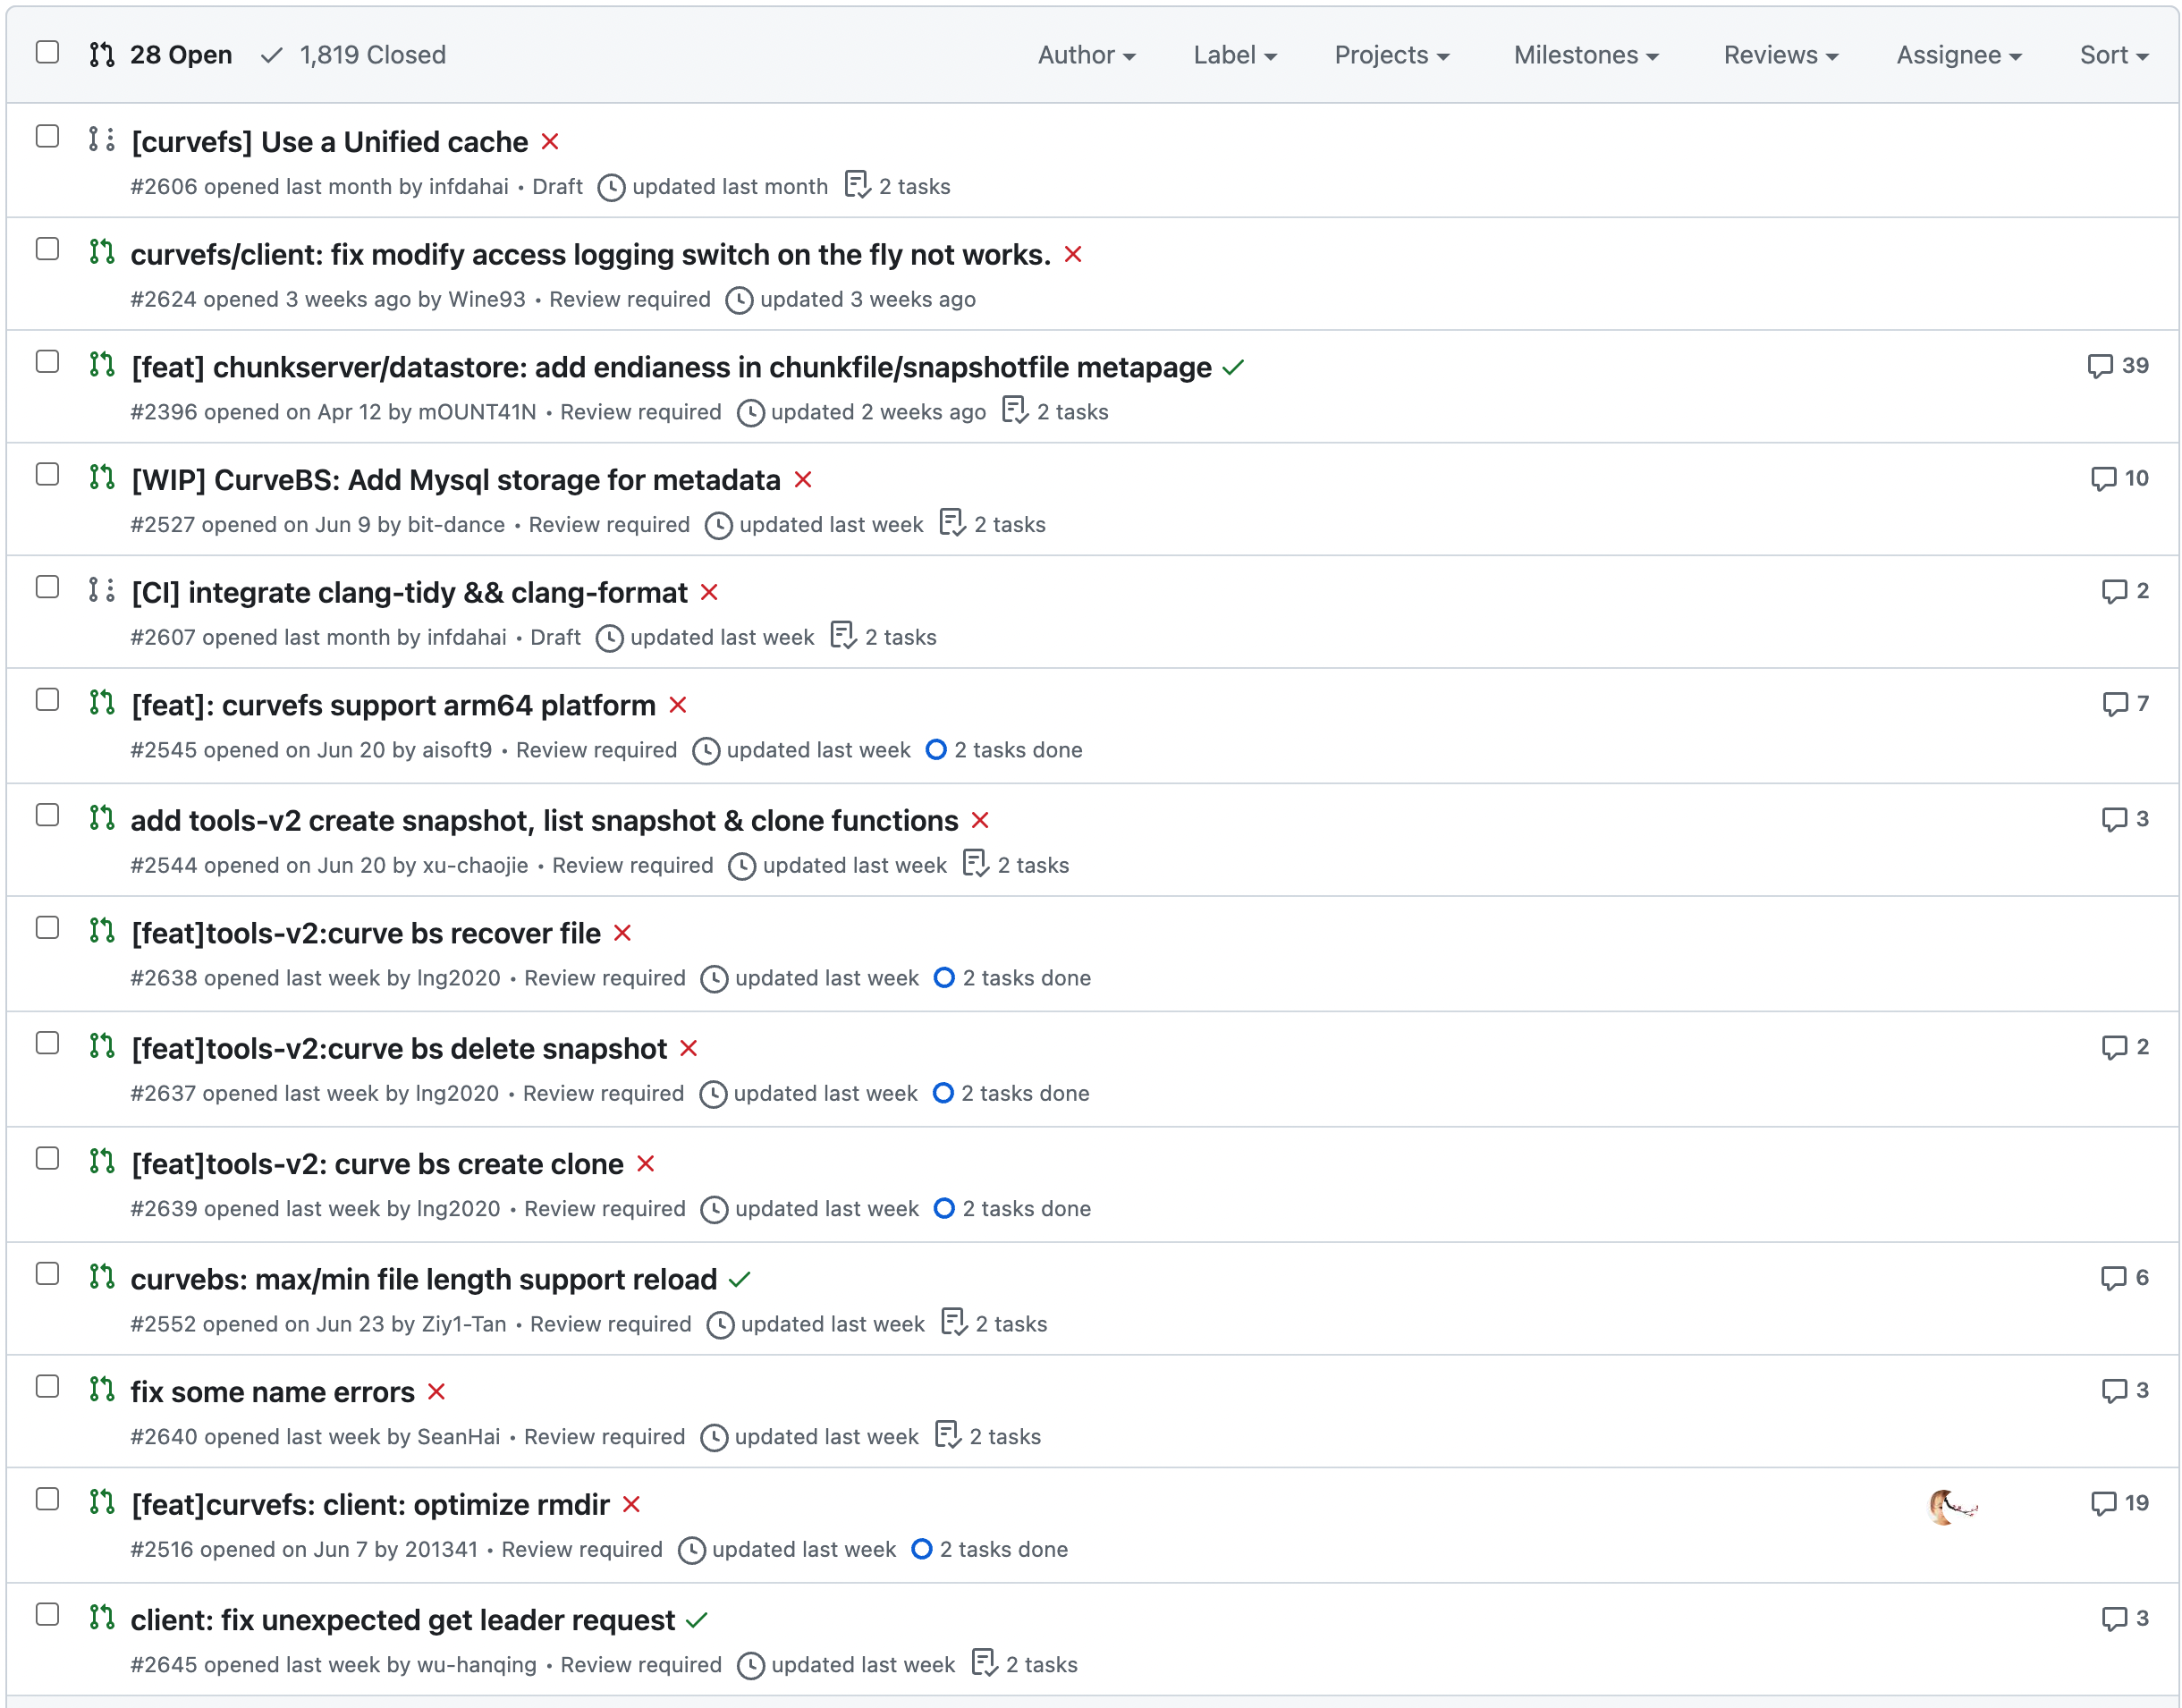 28 Open 1,819 Closed Author Label Projects Milestones Reviews Assignee Sort
[curvefs] Use a Unified cache
#2606 opened last month by infdahai • Draft updated last month 2 tasks
curvefs/client: fix modify access logging switch on the fly not works.
#2624 opened 3 weeks ago by Wine93 • Review required updated 3 weeks ago
[feat] chunkserver/datastore: add endianess in chunkfile/snapshotfile metapage 39
#2396 opened on Apr 12 by mOUNT41N • Review required updated 2 weeks ago 2 tasks
[WIP] CurveBS: Add Mysql storage for metadata 10
#2527 opened on Jun 9 by bit-dance • Review required updated last week 2 tasks
[CI] integrate clang-tidy && clang-format 2
#2607 opened last month by infdahai • Draft updated last week 2 tasks
[feat]: curvefs support arm64 platform 7
#2545 opened on Jun 20 by aisoft9 • Review required updated last week 2 tasks done
add tools-v2 create snapshot, list snapshot & clone functions 3
#2544 opened on Jun 20 by xu-chaojie • Review required updated last week 2 tasks
[feat]tools-v2:curve bs recover file
#2638 opened last week by lng2020 • Review required updated last week 2 tasks done
[feat]tools-v2:curve bs delete snapshot 2
#2637 opened last week by lng2020 • Review required updated last week 2 tasks done
[feat]tools-v2: curve bs create clone
#2639 opened last week by lng2020 • Review required updated last week 2 tasks done
curvebs: max/min file length support reload 6
#2552 opened on Jun 23 by Ziy1-Tan • Review required updated last week 2 tasks
fix some name errors 3
#2640 opened last week by SeanHai • Review required updated last week 2 tasks
[feat]curvefs: client: optimize rmdir 19
#2516 opened on Jun 7 by 201341 • Review required updated last week 2 tasks done
client: fix unexpected get leader request 3
#2645 opened last week by wu-hanqing • Review required updated last week 2 tasks